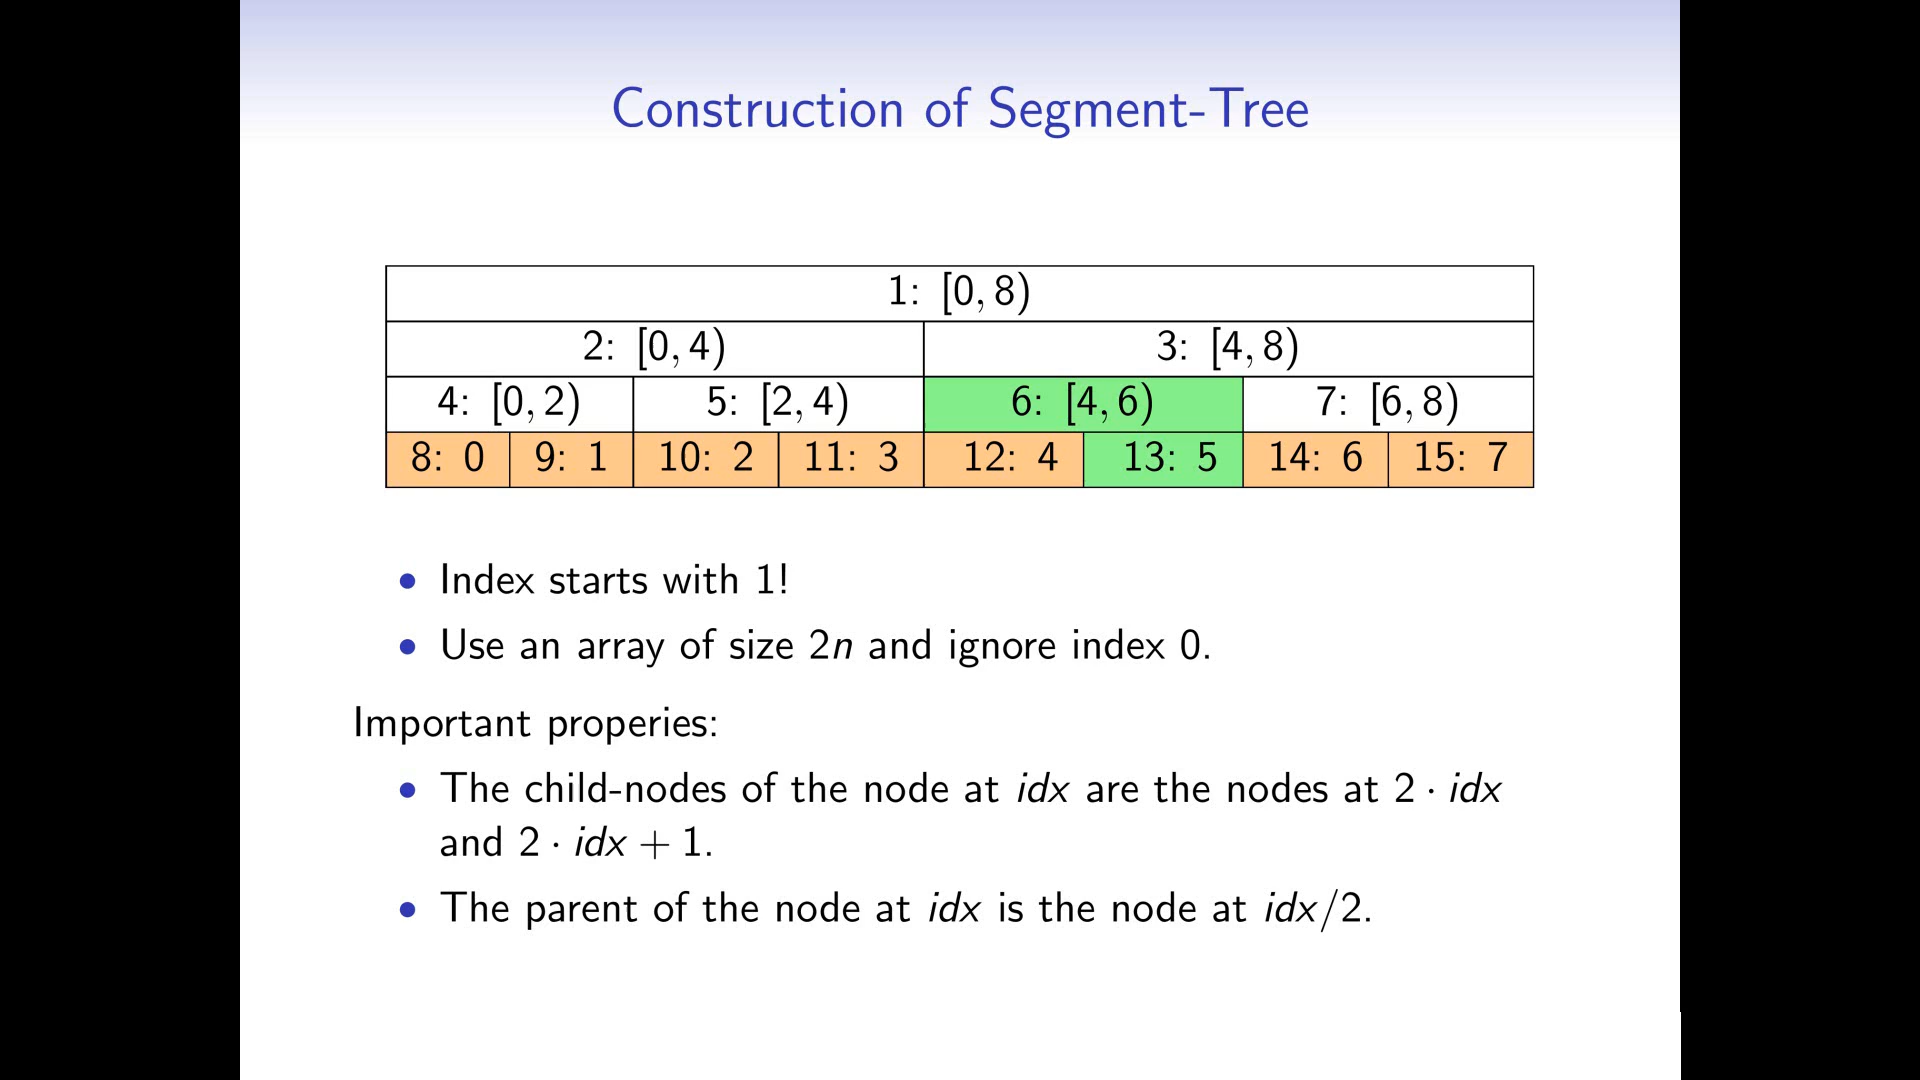 Construction of Segment-Tree
1: [0, 8)
2: [0, 4) 3: [4, 8)
4: [0, 2) 5: [2, 4) 6: [4, 6) 7: [6, 8)
8: 0 9: 1 10: 2 11: 3 12: 4 13: 5 14: 6 15: 7
• Index starts with 1!
• Use an array of size 2n and ignore index 0.
Important properies:
• The child-nodes of the node at idx are the nodes at 2 · idx
and 2 · idx + 1.
• The parent of the node at idx is the node at idx/2.